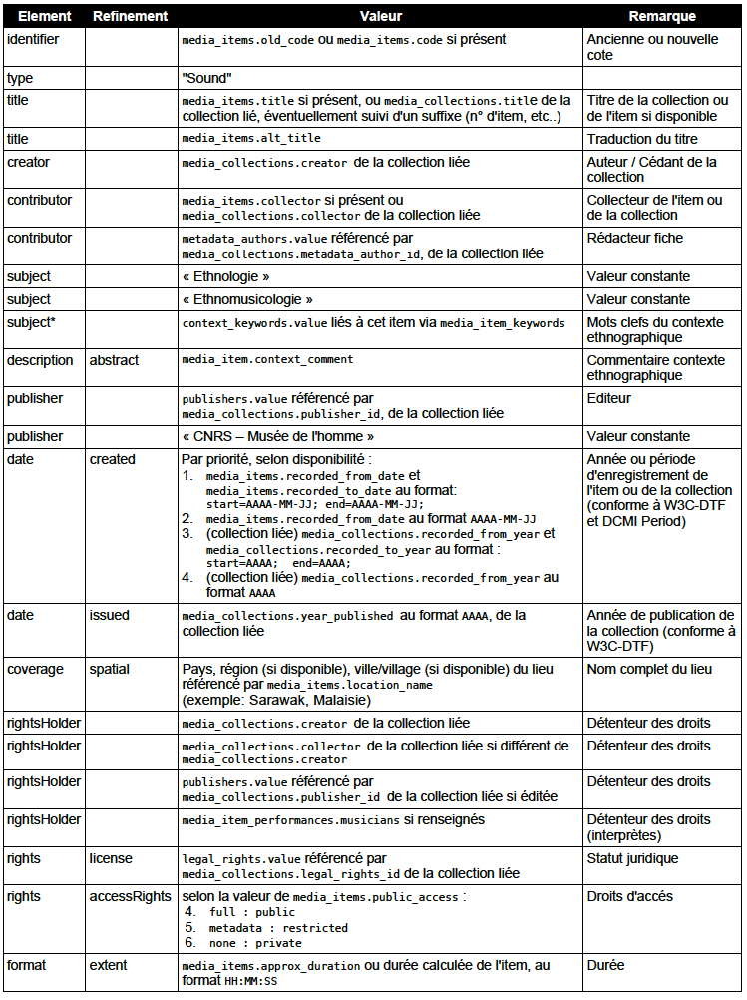 Element Refinement Valeur Remarque
identifier media_items.old_code ou media_items.code si présent Ancienne ou nouvelle
cote
type "Sound"
title media_items.title si présent, ou media_collections.title de la Titre de la collection ou
collection lié, éventuellement suivi d'un suffixe (n° d'item, etc..) de l'item si disponible
title media_items.alt_title Traduction du titre
creator media_collections.creator de la collection liée Auteur / Cédant de la
collection
contributor media_items.collector si présent ou Collecteur de l'item ou
media_collections.collector de la collection liée de la collection
contributor metadata_authors.value référencé par Rédacteur fiche
media_collections.metadata_author_id, de la collection liée
subject « Ethnologie » Valeur constante
subject « Ethnomusicologie » Valeur constante
subject* context_keywords.value liés à cet item via media_item_keywords Mots clefs du contexte
ethnographique
description abstract media_item.context_comment Commentaire contexte
ethnographique
publisher publishers.value référencé par Editeur
media_collections.publisher_id, de la collection liée
publisher « CNRS – Musée de l'homme » Valeur constante
date created Par priorité, selon disponibilité : Année ou période
1. media_items.recorded_from_date et d'enregistrement de
media_items.recorded_to_date au format: l'item ou de la collection
start=AAAA-MM-JJ; end=AAAA-MM-JJ; (conforme à W3C-DTF
2. media_items.recorded_from_date au format AAAA-MM-JJ et DCMI Period)
3. (collection liée) media_collections.recorded_from_year et
media_collections.recorded_to_year au format :
start=AAAA; end=AAAA;
4. (collection liée) media_collections.recorded_from_year au
format AAAA
date issued media_collections.year_published au format AAAA, de la Année de publication de
collection liée la collection (conforme à
W3C-DTF)
coverage spatial Pays, région (si disponible), ville/village (si disponible) du lieu Nom complet du lieu
référencé par media_items.location_name
(exemple: Sarawak, Malaisie)
rightsHolder media_collections.creator de la collection liée Détenteur des droits
rightsHolder media_collections.collector de la collection liée si différent de Détenteur des droits
media_collections.creator
rightsHolder publishers.value référencé par Détenteur des droits
media_collections.publisher_id de la collection liée si éditée
rightsHolder media_item_performances.musicians si renseignés Détenteur des droits
(interprètes)
rights license legal_rights.value référencé par Statut juridique
media_collections.legal_rights_id de la collection liée
rights accessRights selon la valeur de media_items.public_access : Droits d'accés
4. full : public
5. metadata : restricted
6. none : private
format extent media_items.approx_duration ou durée calculée de l'item, au Durée
format HH:MM:SS